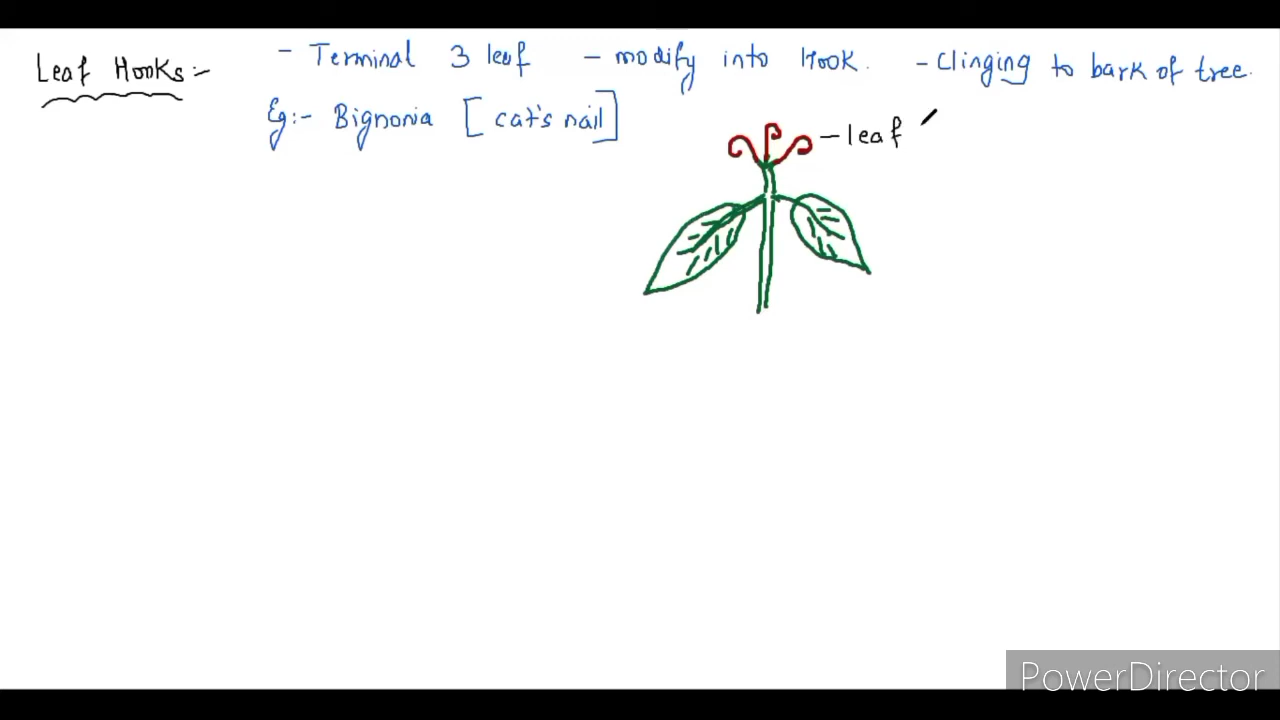 Leaf Hooks:- - Terminal 3 leaf - modify into Hook. - Clinging to bark of tree.
Eg:- Bignonia [cat's nail]
- leaf
PowerDirector